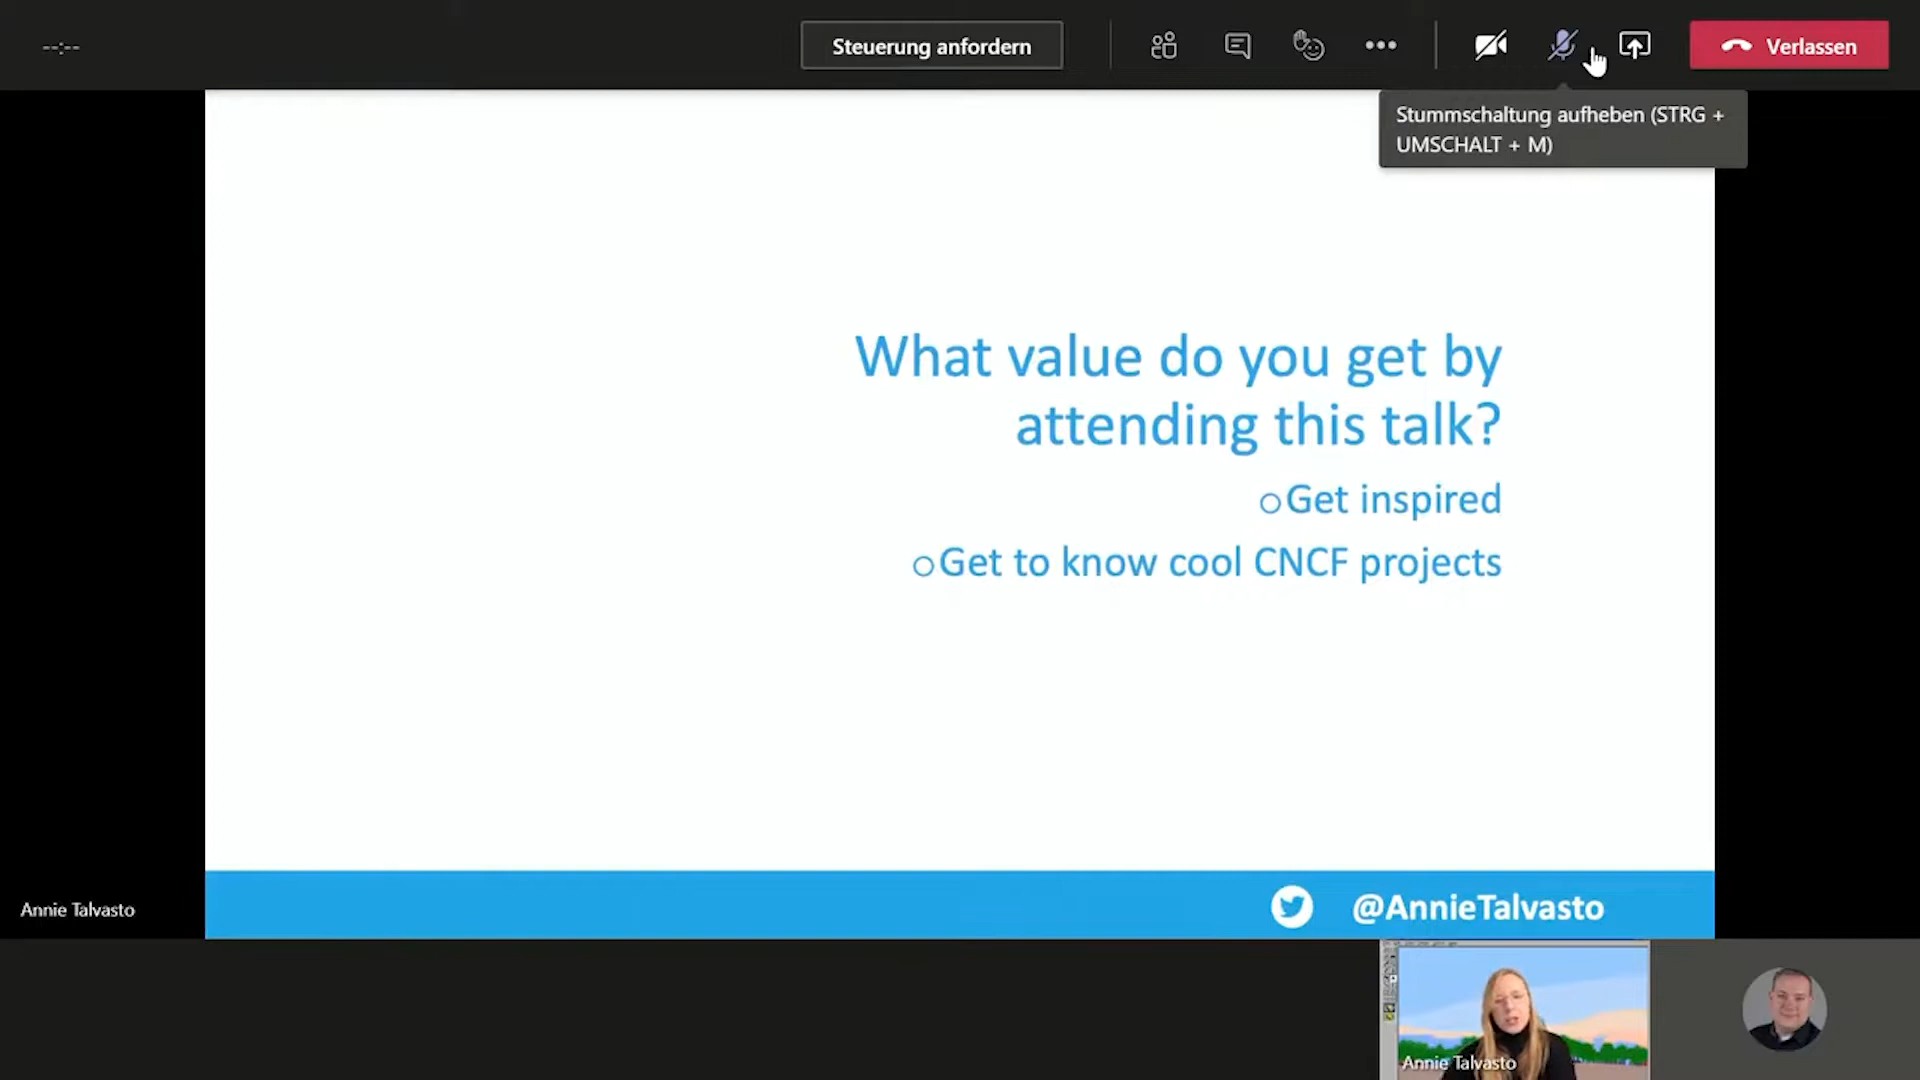 --:--
Steuerung anfordern
Verlassen
Stummschaltung aufheben (STRG +
UMSCHALT + M)
What value do you get by
attending this talk?
Get inspired
Get to know cool CNCF projects
Annie Talvasto
@AnnieTalvasto
Annie Talvasto